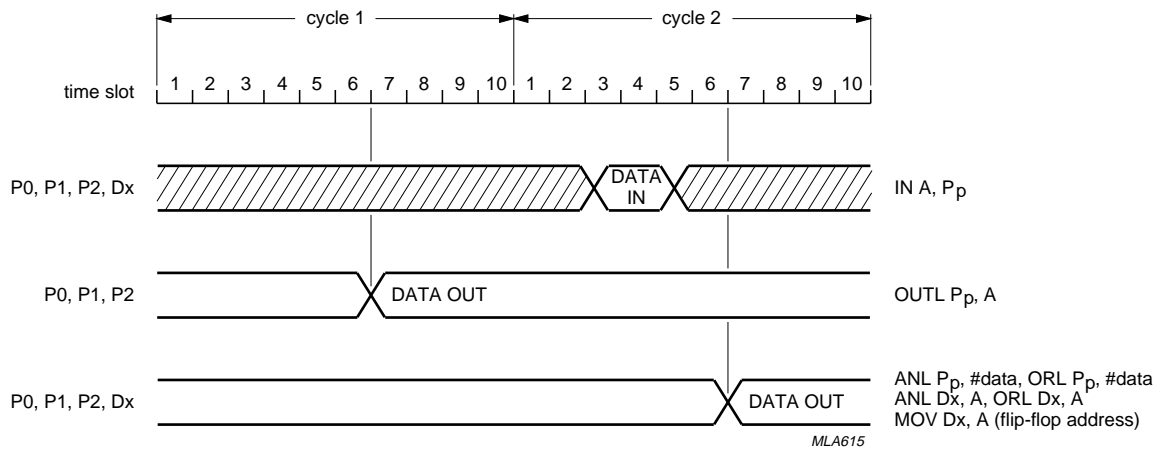 cycle 1 cycle 2
time slot 1 2 3 4 5 6 7 8 9 10 1 2 3 4 5 6 7 8 9 10
P0, P1, P2, Dx DATA IN IN A, Pp
P0, P1, P2 DATA OUT OUTL Pp, A
ANL Pp, #data, ORL Pp, #data
P0, P1, P2, Dx DATA OUT ANL Dx, A, ORL Dx, A
MOV Dx, A (flip-flop address)
MLA615